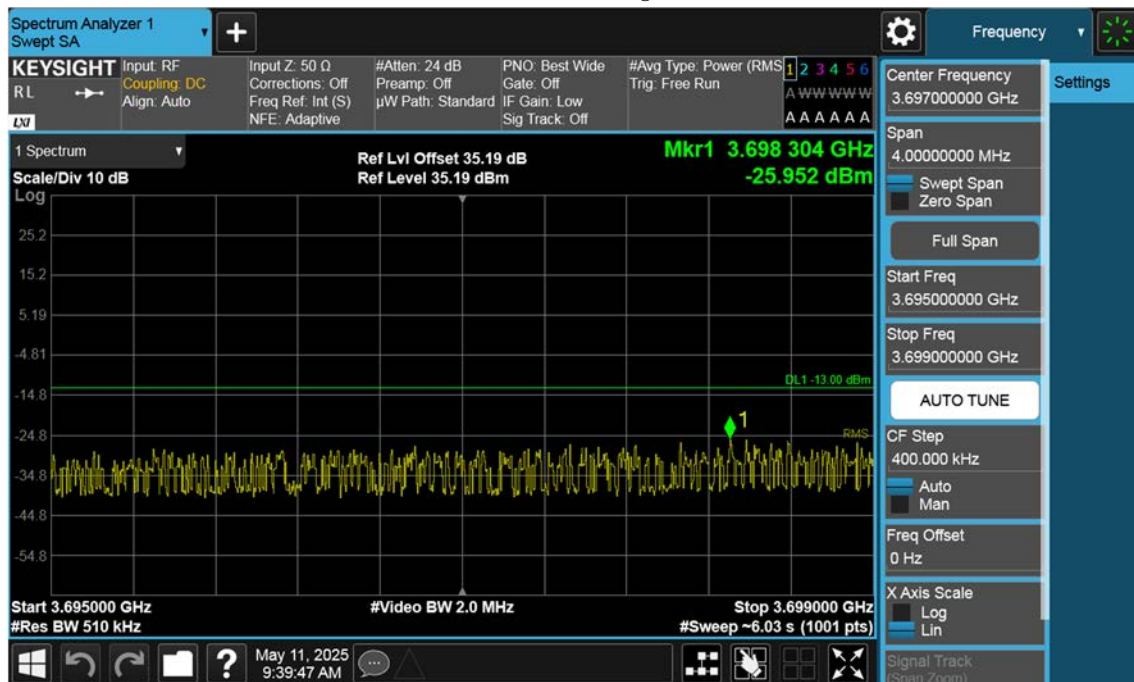 Spectrum Analyzer 1
Swept SA
+
Frequency
KEYSIGHT
RL
LXI
Input: RF
Coupling: DC
Align: Auto
Input Z: 50 Ω
Corrections: Off
Freq Ref: Int (S)
NFE: Adaptive
#Atten: 24 dB
Preamp: Off
µW Path: Standard
PNO: Best Wide
Gate: Off
IF Gain: Low
Sig Track: Off
#Avg Type: Power (RMS
Trig: Free Run
1 2 3 4 5 6
A W W W W W
A A A A A A
1 Spectrum
Scale/Div 10 dB
Ref Lvl Offset 35.19 dB
Ref Level 35.19 dBm
Mkr1 3.698 304 GHz
-25.952 dBm
Log
25.2
15.2
5.19
-4.81
-14.8
-24.8
-34.8
-44.8
-54.8
DL1 -13.00 dBm
1
RMS
Start 3.695000 GHz
#Res BW 510 kHz
#Video BW 2.0 MHz
Stop 3.699000 GHz
#Sweep ~6.03 s (1001 pts)
Center Frequency
3.697000000 GHz
Span
4.00000000 MHz
Swept Span
Zero Span
Full Span
Start Freq
3.695000000 GHz
Stop Freq
3.699000000 GHz
AUTO TUNE
CF Step
400.000 kHz
Auto
Man
Freq Offset
0 Hz
X Axis Scale
Log
Lin
Signal Track
(Span Zoom)
Settings
?
May 11, 2025
9:39:47 AM